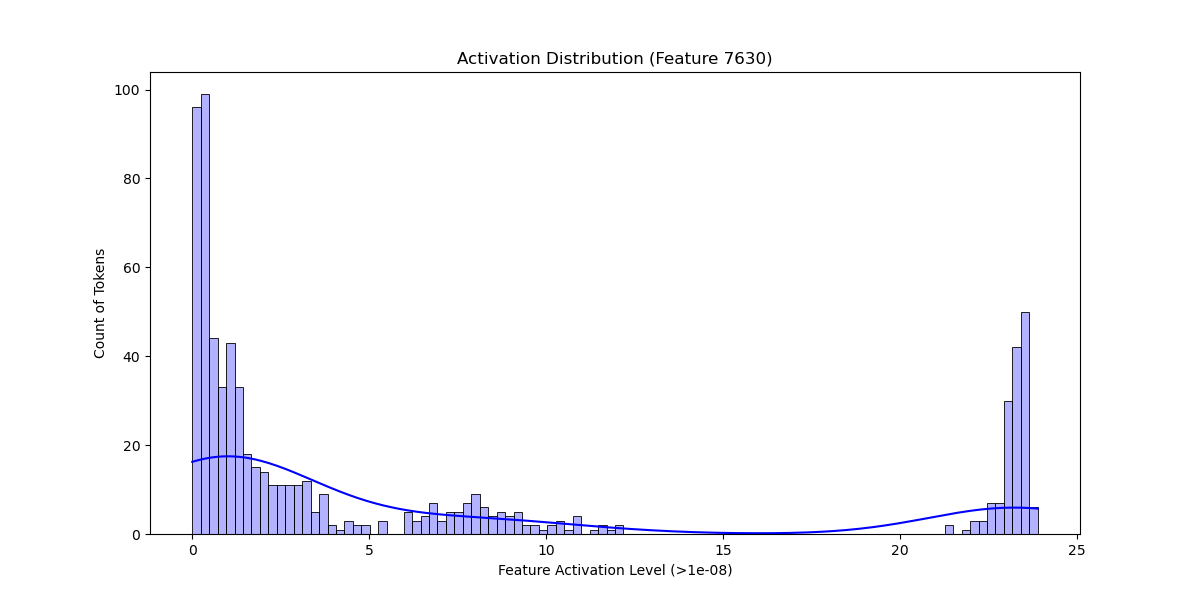 Activation Distribution (Feature 7630)
100
80
60
40
20
0
Count of Tokens
0 5 10 15 20 25
Feature Activation Level (>1e-08)